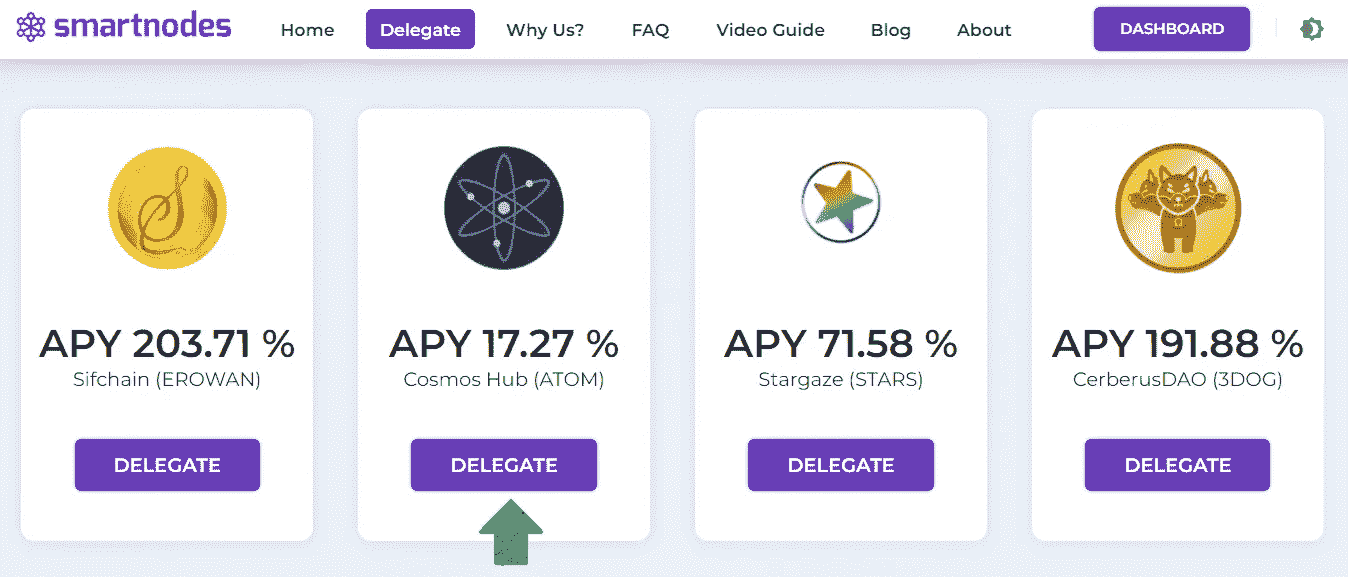 smartnodes Home Delegate Why Us? FAQ Video Guide Blog About DASHBOARD
APY 203.71 %
Sifchain (EROWAN)
DELEGATE
APY 17.27 %
Cosmos Hub (ATOM)
DELEGATE
APY 71.58 %
Stargaze (STARS)
DELEGATE
APY 191.88 %
CerberusDAO (3DOG)
DELEGATE